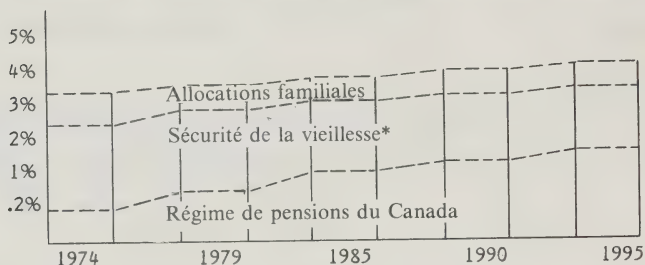 5%
4%
Allocations familiales
3%
Sécurité de la vieillesse*
2%
1%
.2%
Régime de pensions du Canada
1974 1979 1985 1990 1995